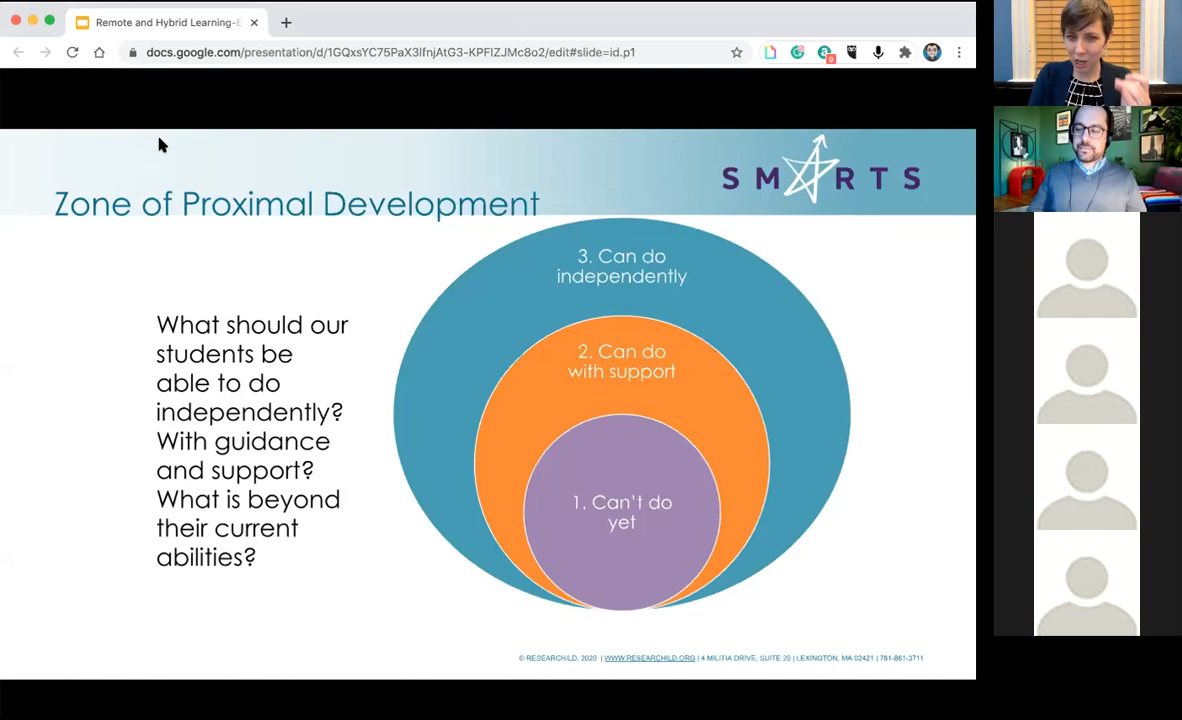 Remote and Hybrid Learning-E
docs.google.com/presentation/d/1GQxsYC75PaX3lfnjAtG3-KPFIZJMc8o2/edit#slide=id.p1
9
SMARTS
Zone of Proximal Development
3. Can do
independently
2. Can do
with support
1. Can't do
yet
What should our
students be
able to do
independently?
With guidance
and support?
What is beyond
their current
abilities?
© RESEARCHILD, 2020 | WWW.RESEARCHILD.ORG | 4 MILITIA DRIVE, SUITE 20 | LEXINGTON, MA 02421 | 781-861-3711